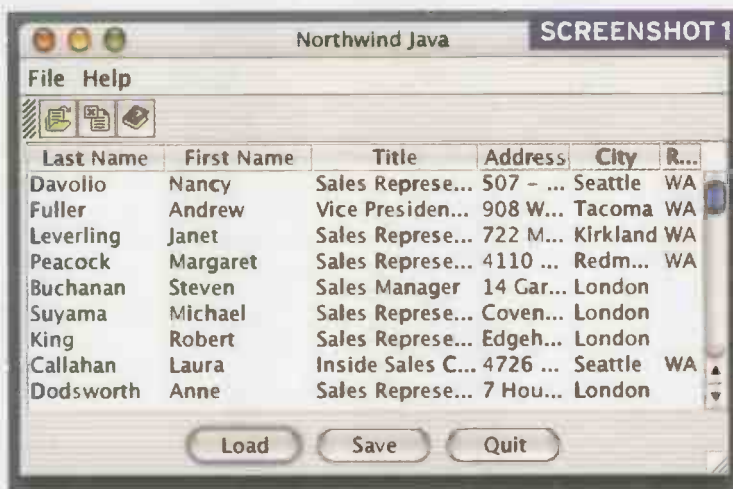 Northwind Java
SCREENSHOT 1
File Help
Last Name First Name Title Address City R...
Davolio Nancy Sales Represe... 507 - ... Seattle WA
Fuller Andrew Vice Presiden... 908 W... Tacoma WA
Leverling Janet Sales Represe... 722 M... Kirkland WA
Peacock Margaret Sales Represe... 4110 ... Redm... WA
Buchanan Steven Sales Manager 14 Gar... London
Suyama Michael Sales Represe... Coven... London
King Robert Sales Represe... Edgeh... London
Callahan Laura Inside Sales C... 4726 ... Seattle WA
Dodsworth Anne Sales Represe... 7 Hou... London
Load Save Quit